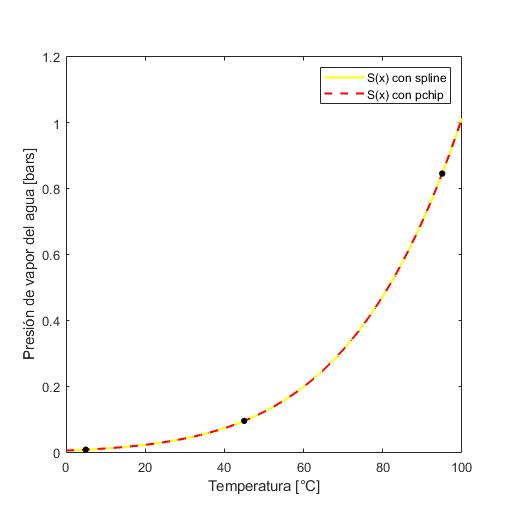 1.2
1
0.8
0.6
0.4
0.2
0
S(x) con spline
S(x) con pchip
Presión de vapor del agua [bars]
0 20 40 60 80 100
Temperatura [°C]